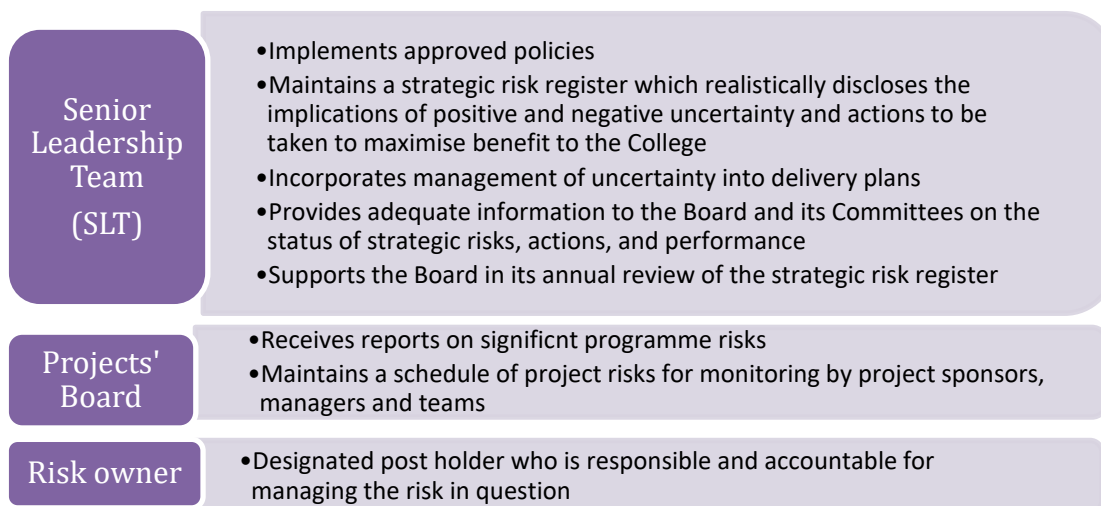 Senior
Leadership
Team
(SLT)
•Implements approved policies
•Maintains a strategic risk register which realistically discloses the
implications of positive and negative uncertainty and actions to be
taken to maximise benefit to the College
•Incorporates management of uncertainty into delivery plans
•Provides adequate information to the Board and its Committees on the
status of strategic risks, actions, and performance
•Supports the Board in its annual review of the strategic risk register
Projects'
Board
•Receives reports on significnt programme risks
•Maintains a schedule of project risks for monitoring by project sponsors,
managers and teams
Risk owner
•Designated post holder who is responsible and accountable for
managing the risk in question